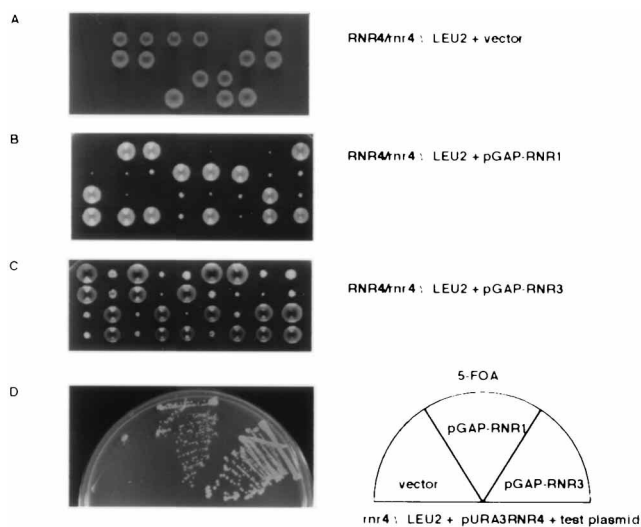 A
RNR4/rnr4 :: LEU2 + vector
B
RNR4/rnr4 :: LEU2 + pGAP-RNR1
C
RNR4/rnr4 :: LEU2 + pGAP-RNR3
D
5-FOA
pGAP-RNR1
vector
pGAP-RNR3
rnr4 :: LEU2 + pURA3RNR4 + test plasmid